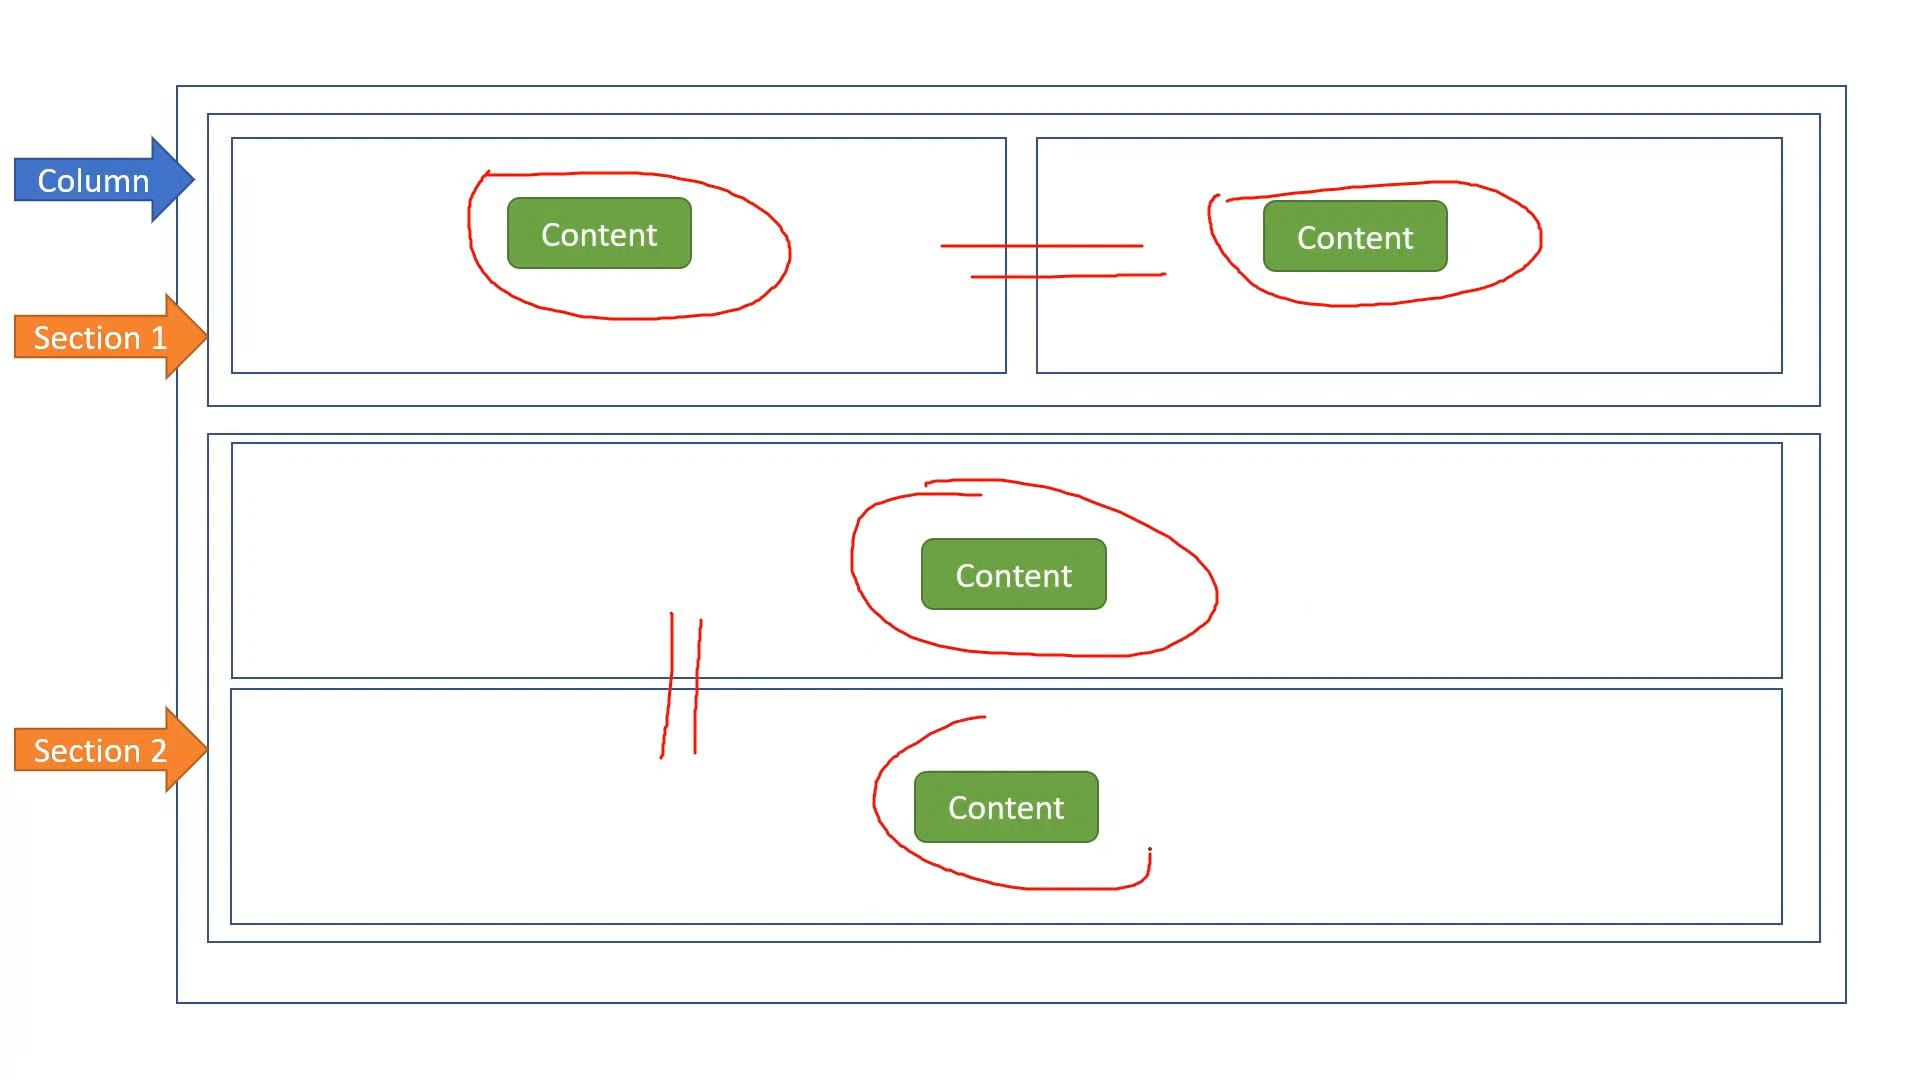 Column
Content
Content
Section 1
Content
Section 2
Content